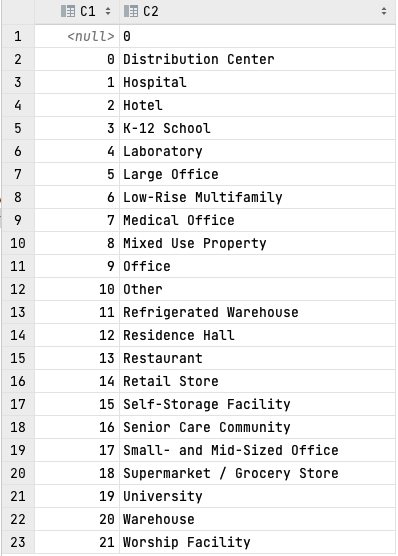 C1 C2
1 <null> 0
2 0 Distribution Center
3 1 Hospital
4 2 Hotel
5 3 K-12 School
6 4 Laboratory
7 5 Large Office
8 6 Low-Rise Multifamily
9 7 Medical Office
10 8 Mixed Use Property
11 9 Office
12 10 Other
13 11 Refrigerated Warehouse
14 12 Residence Hall
15 13 Restaurant
16 14 Retail Store
17 15 Self-Storage Facility
18 16 Senior Care Community
19 17 Small- and Mid-Sized Office
20 18 Supermarket / Grocery Store
21 19 University
22 20 Warehouse
23 21 Worship Facility